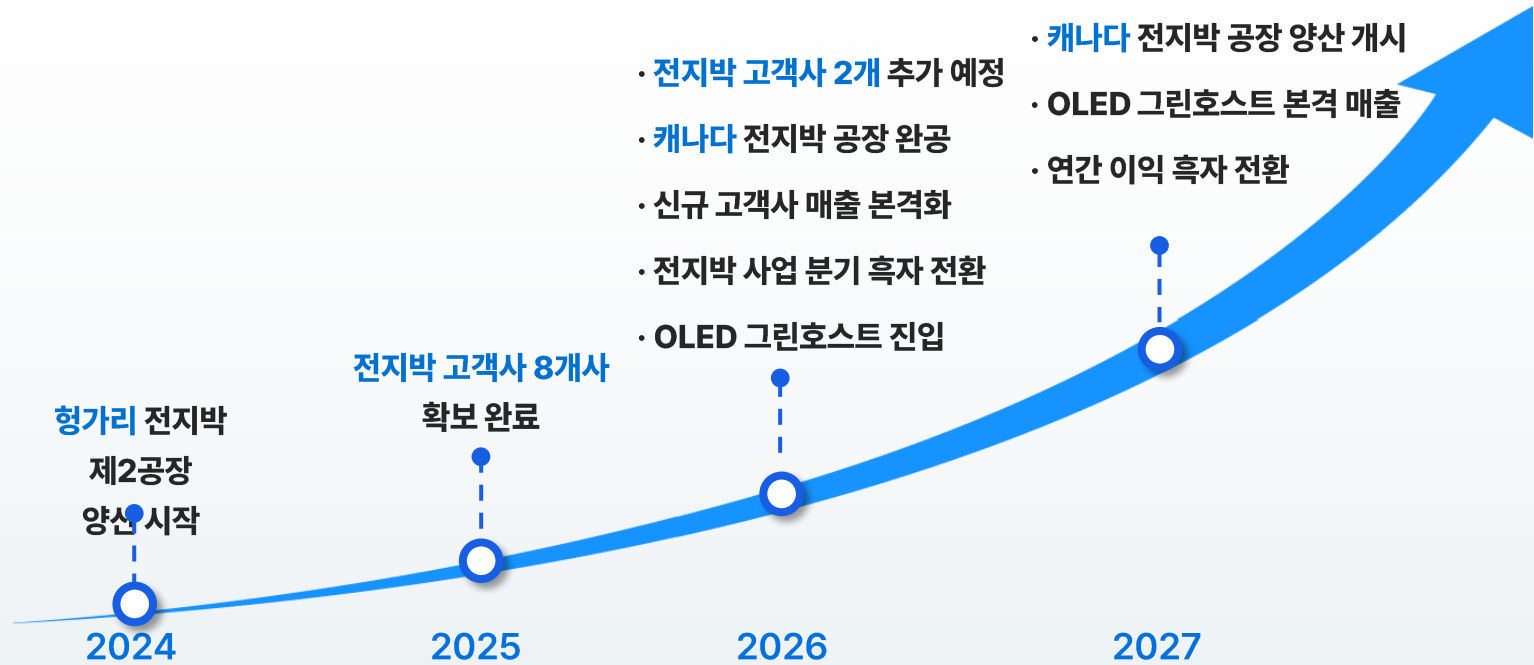 헝가리 전지박
제2공장
양산 시작
2024
전지박 고객사 8개사
확보 완료
2025
· 전지박 고객사 2개 추가 예정
· 캐나다 전지박 공장 완공
· 신규 고객사 매출 본격화
· 전지박 사업 분기 흑자 전환
· OLED 그린호스트 진입
2026
· 캐나다 전지박 공장 양산 개시
· OLED 그린호스트 본격 매출
· 연간 이익 흑자 전환
2027